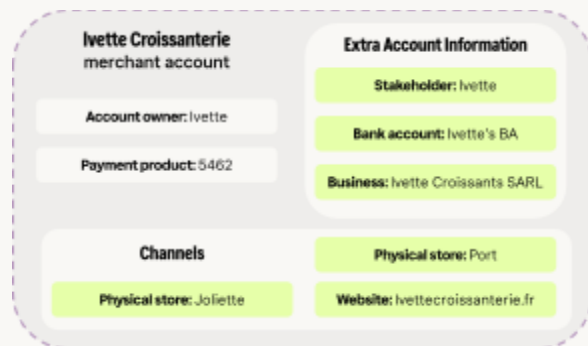 Ivette Croissanterie
merchant account
Account owner: Ivette
Payment product: 5462
Extra Account Information
Stakeholder: Ivette
Bank account: Ivette's BA
Business: Ivette Croissants SARL
Channels
Physical store: Port
Physical store: Joliette
Website: Ivettecroissanterie.fr